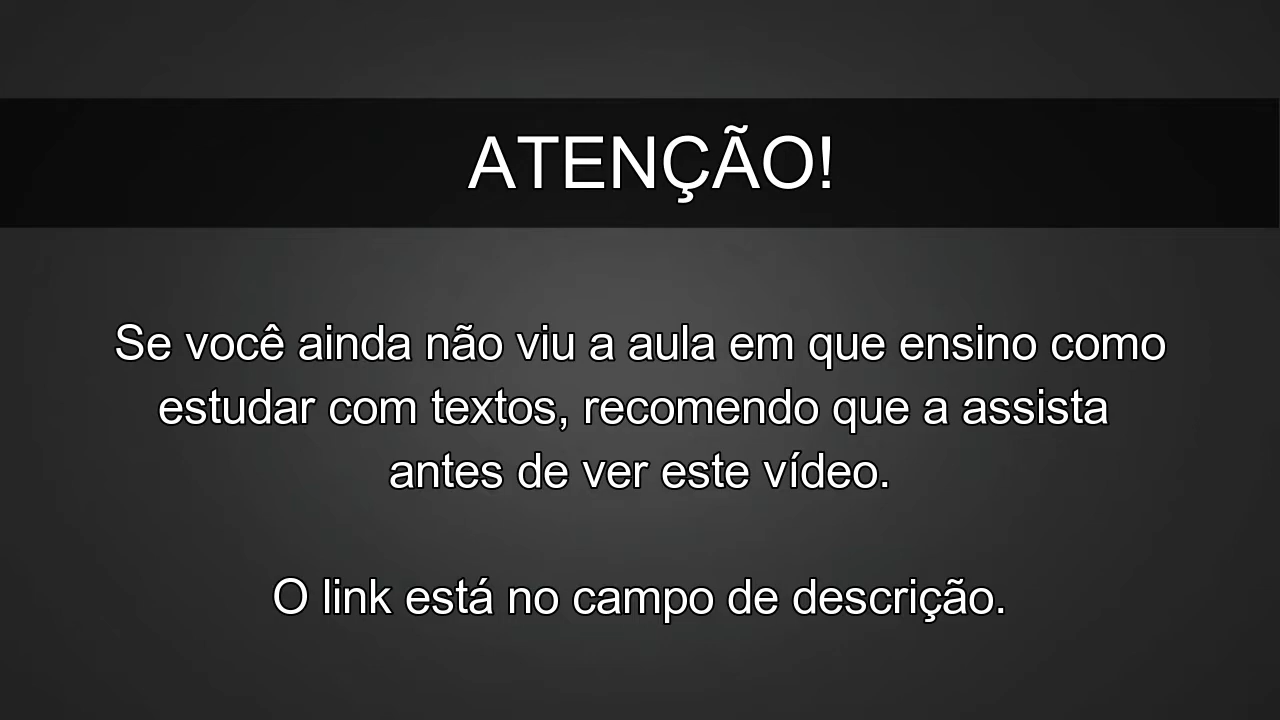 ATENÇÃO!
Se você ainda não viu a aula em que ensino como
estudar com textos, recomendo que a assista
antes de ver este vídeo.
O link está no campo de descrição.